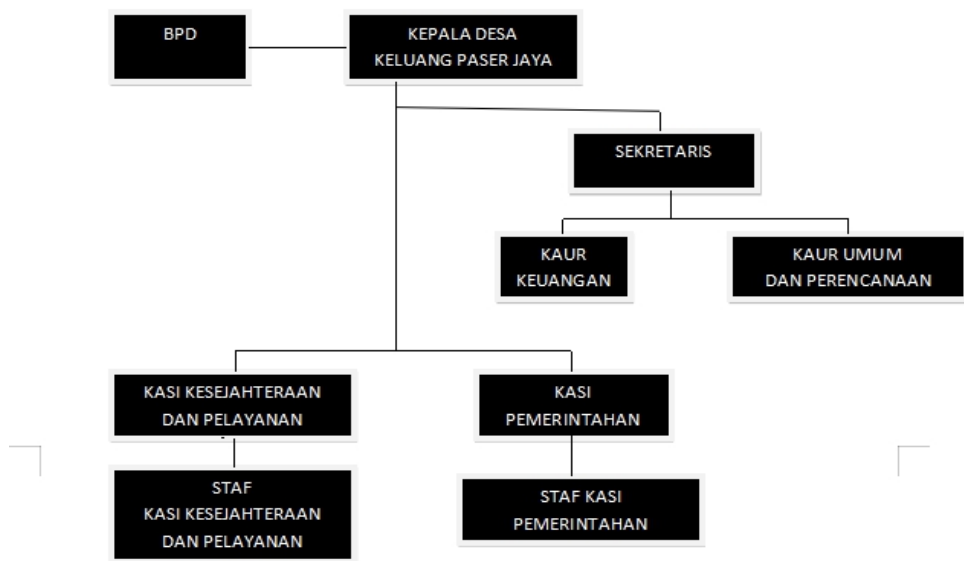 BPD
KEPALA DESA
KELUANG PASER JAYA
SEKRETARIS
KAUR
KEUANGAN
KAUR UMUM
DAN PERENCANAAN
KASI KESEJAHTERAAN
DAN PELAYANAN
KASI
PEMERINTAHAN
STAF
KASI KESEJAHTERAAN
DAN PELAYANAN
STAF KASI
PEMERINTAHAN